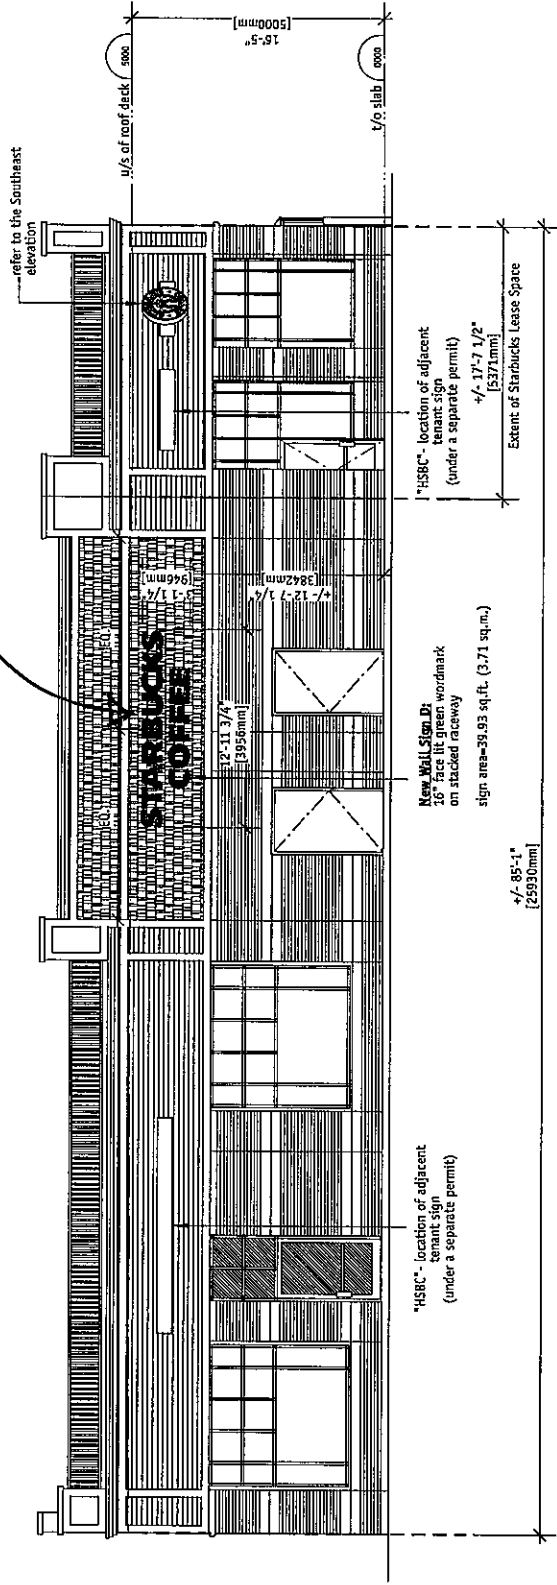 refer to the Southeast
elevation
u/s of roof deck
5000
16'-5"
[5000mm]
t/o slab
0000
EQ.
EQ.
STARBUCKS
COFFEE
3'-1 1/4"
[946mm]
12'-11 3/4"
[3956mm]
+/- 12'-7 1/4"
[3842mm]
"HSBC"- location of adjacent
tenant sign
(under a separate permit)
+/- 17'-7 1/2"
[5371mm]
Extent of Starbucks Lease Space
New Wall Sign D:
16" face lit green wordmark
on stacked raceway
sign area=39.93 sq.ft. (3.71 sq.m.)
"HSBC"- location of adjacent
tenant sign
(under a separate permit)
+/- 85'-1"
[25930mm]